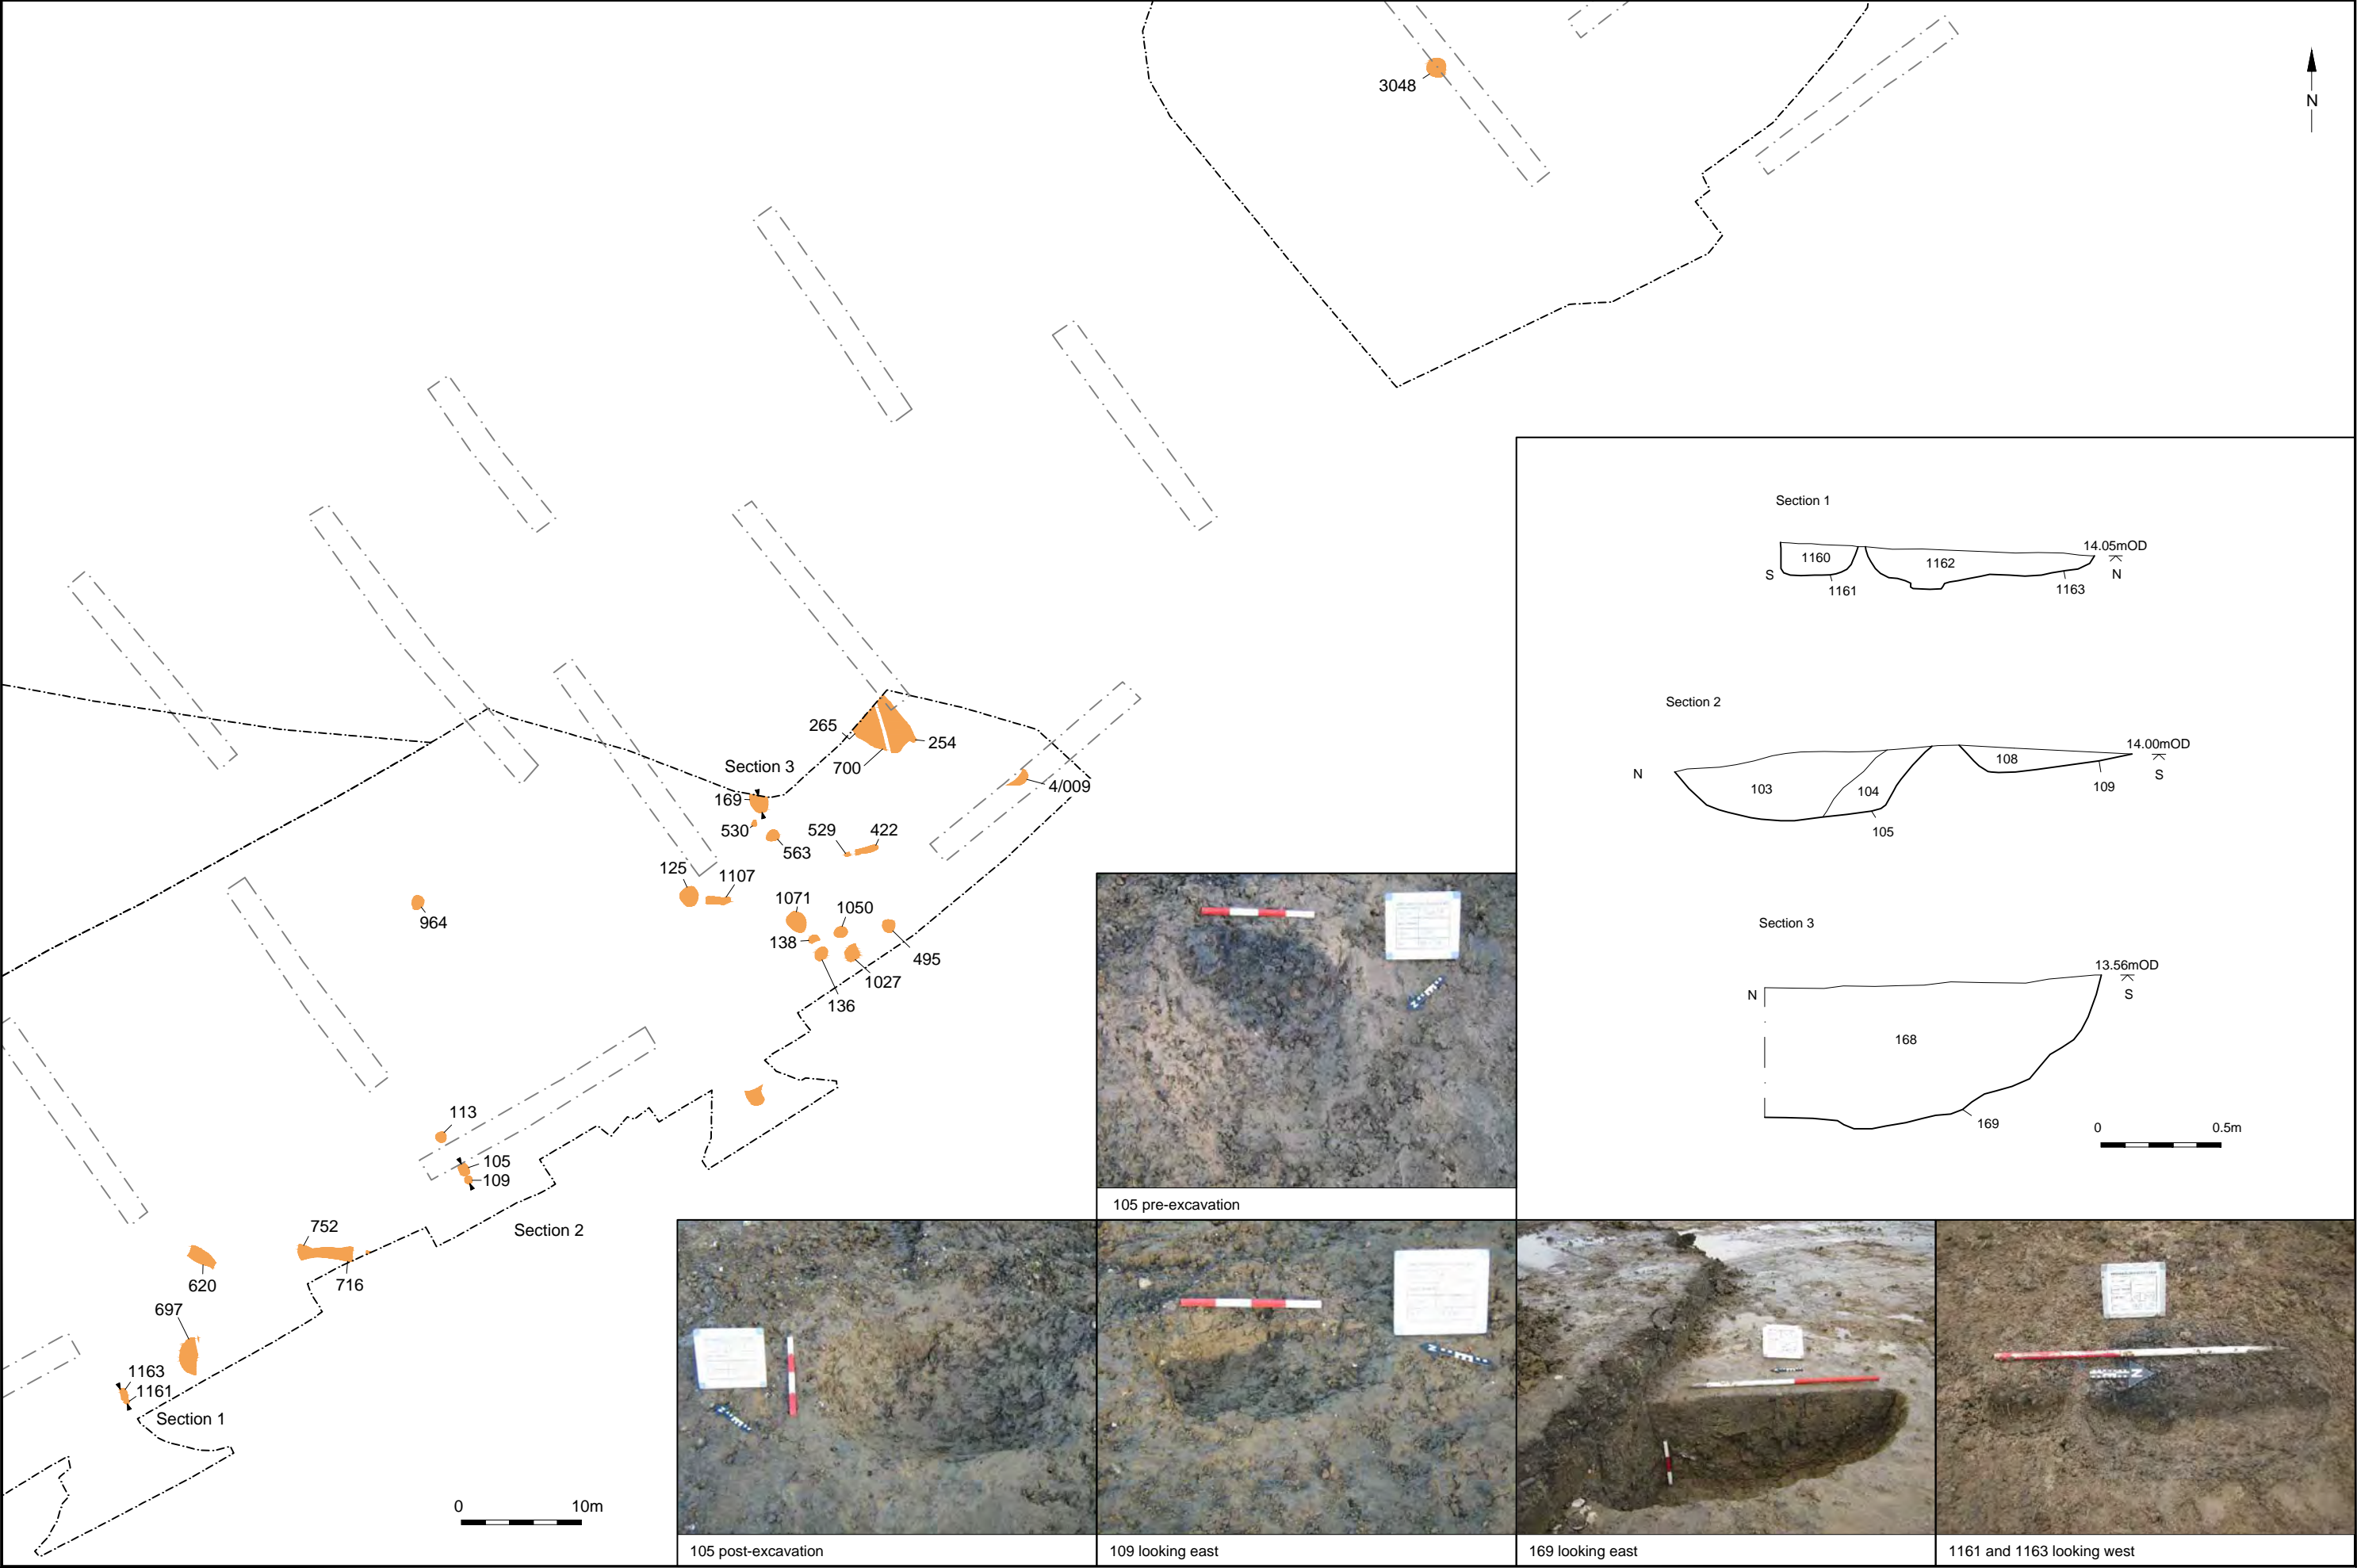 3048
N
Section 1
14.05mOD
1160
1162
S
N
1161
1163
Section 2
14.00mOD
N
108
S
103
104
109
105
Section 3
13.56mOD
N
S
168
169
0 0.5m
265
254
700
Section 3
169
4/009
530
529
422
563
125
1107
1071
1050
964
138
495
1027
136
113
105
109
Section 2
752
620
716
697
1163
1161
Section 1
0 10m
105 pre-excavation
105 post-excavation
109 looking east
169 looking east
1161 and 1163 looking west